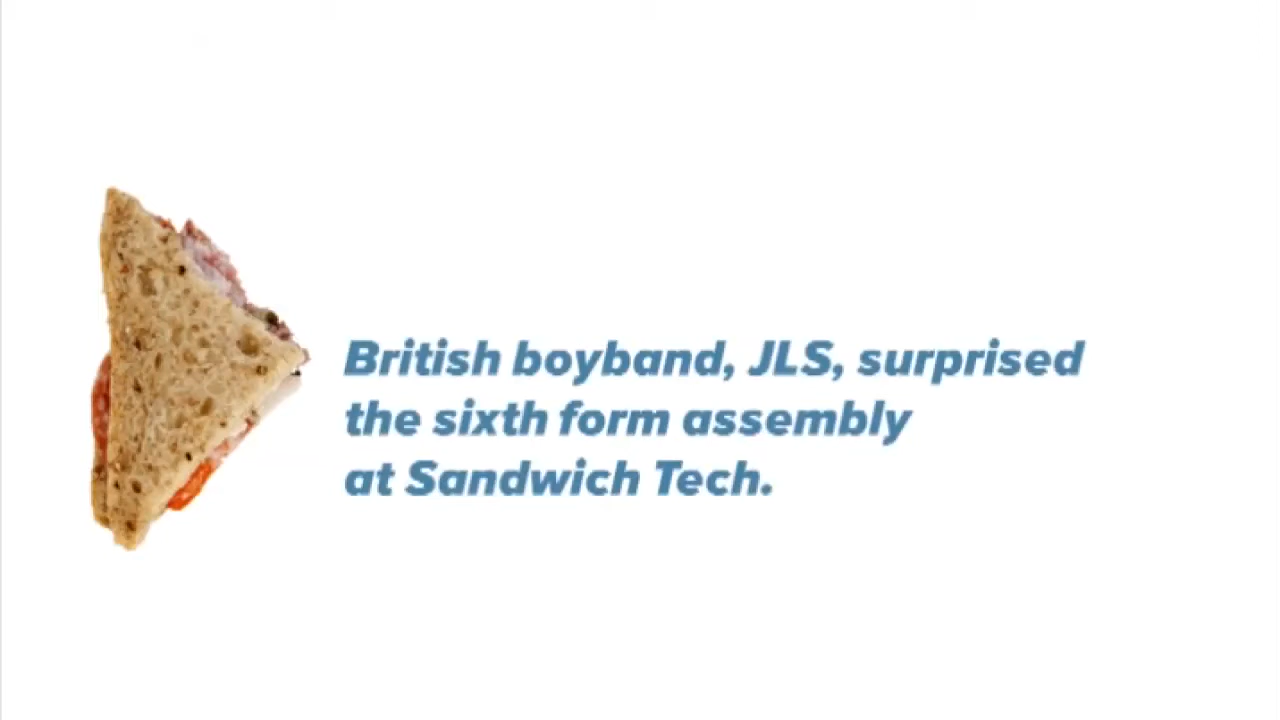 British boyband, JLS, surprised
the sixth form assembly
at Sandwich Tech.